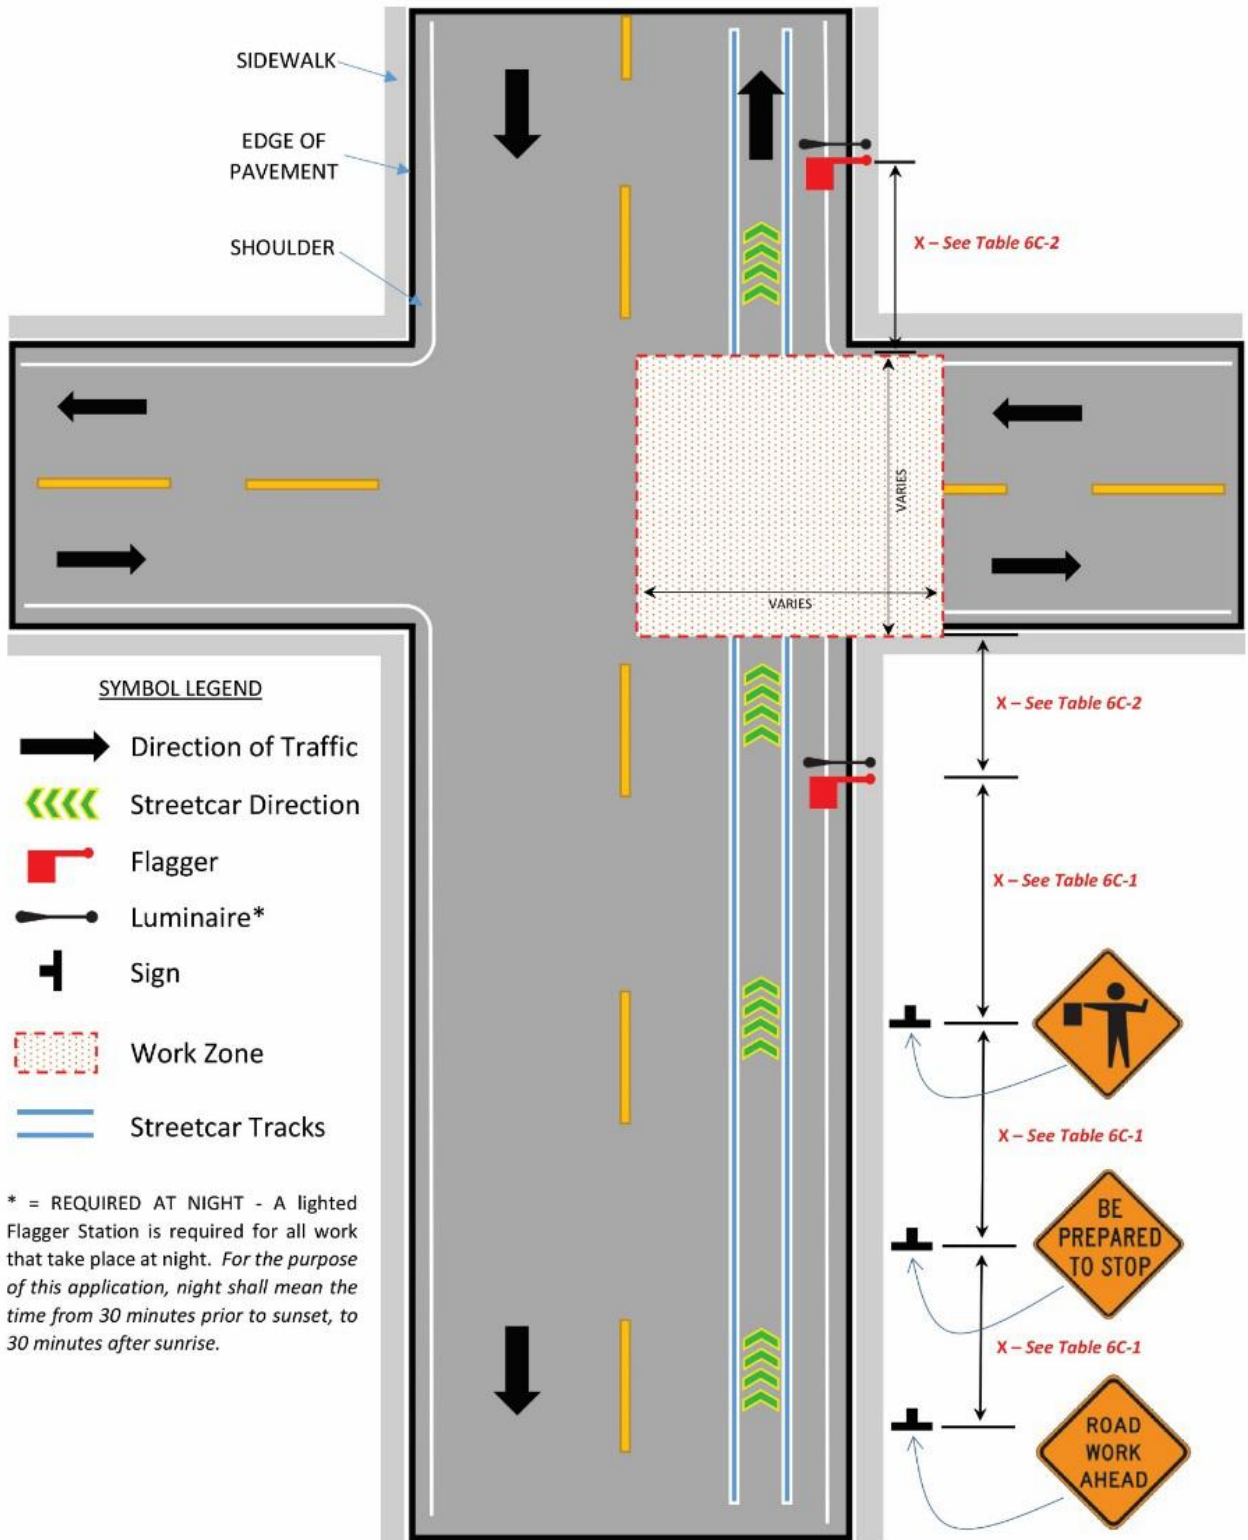 SIDEWALK
EDGE OF
PAVEMENT
SHOULDER
X – See Table 6C-2
VARIES
VARIES
X – See Table 6C-2
X – See Table 6C-1
X – See Table 6C-1
BE
PREPARED
TO STOP
X – See Table 6C-1
ROAD
WORK
AHEAD
SYMBOL LEGEND
Direction of Traffic
Streetcar Direction
Flagger
Luminaire*
Sign
Work Zone
Streetcar Tracks
* = REQUIRED AT NIGHT - A lighted
Flagger Station is required for all work
that take place at night. For the purpose
of this application, night shall mean the
time from 30 minutes prior to sunset, to
30 minutes after sunrise.